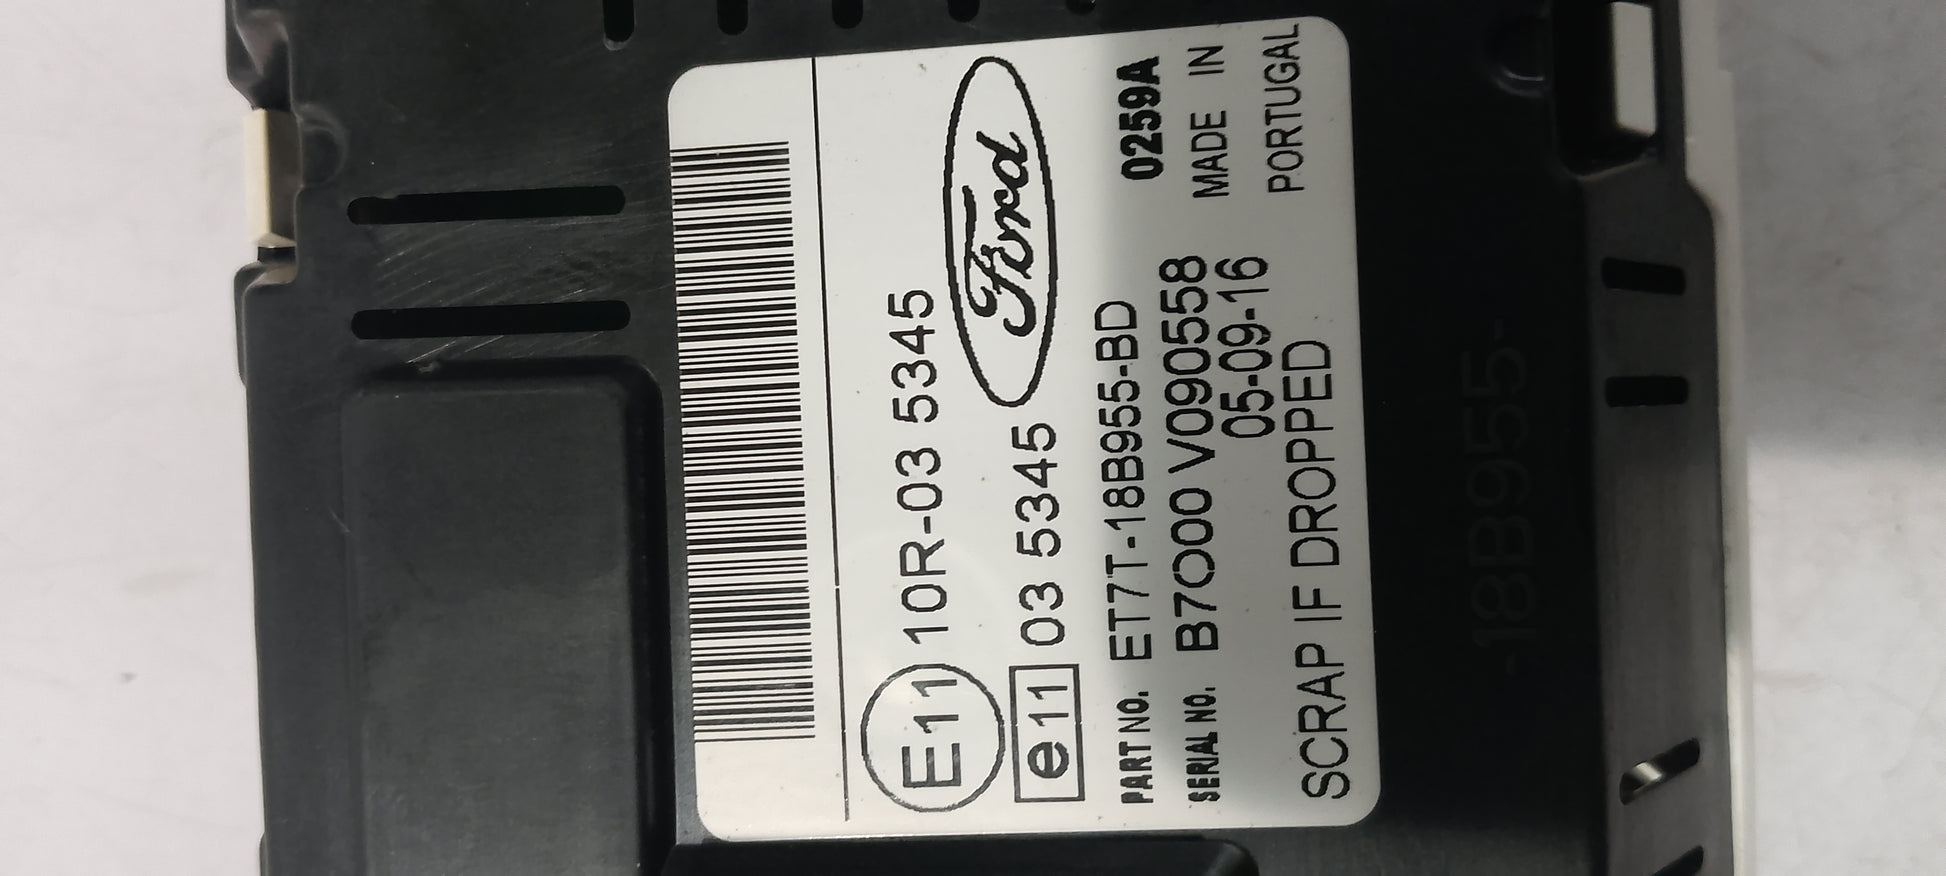 E11 10R-03 5345
e11 03 5345
Ford
PART NO. ET7T-18B955-BD 0259A
SERIAL NO. B7000 V090558 MADE IN
05-09-16 PORTUGAL
SCRAP IF DROPPED
-18B955-